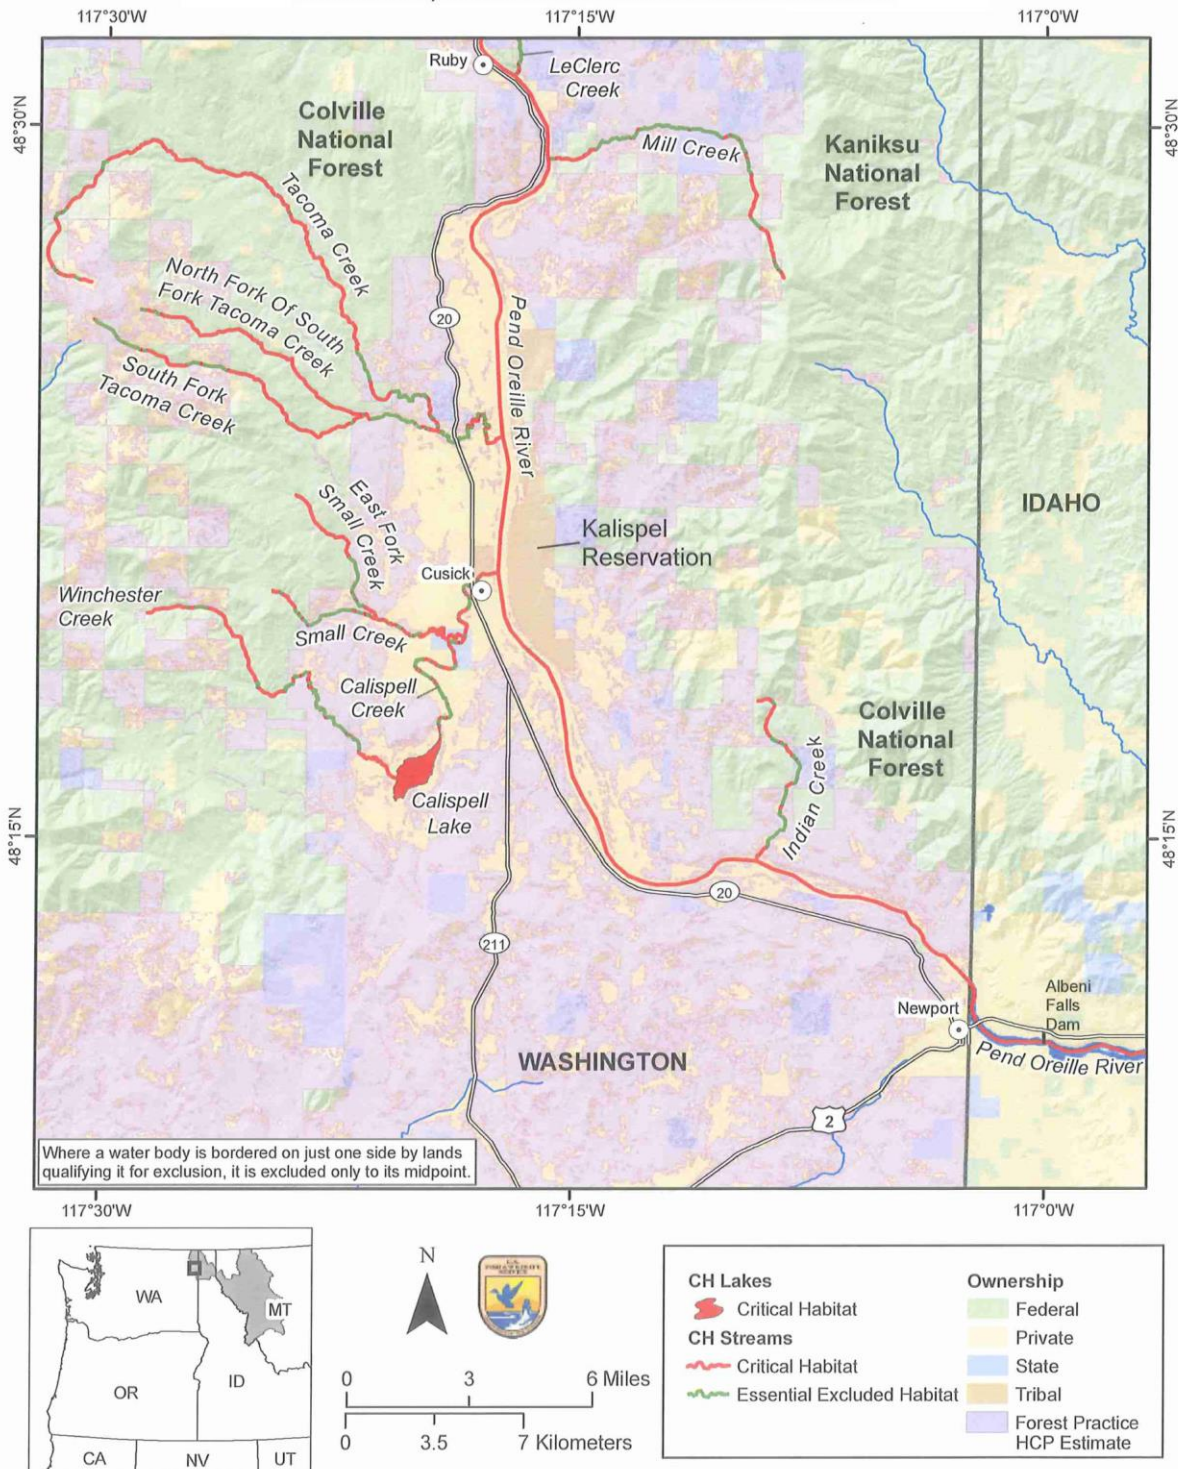 117°30'W
117°15'W
117°0'W
48°30'N
48°30'N
Ruby
LeClerc
Creek
Colville
National
Forest
Mill Creek
Kaniksu
National
Forest
Tacoma Creek
North Fork Of South
Fork Tacoma Creek
20
Pend Oreille River
South Fork
Tacoma Creek
East Fork
Small Creek
IDAHO
Kalispel
Reservation
Cusick
Winchester
Creek
Small Creek
Calispell
Creek
Colville
National
Forest
Indian Creek
Calispell
Lake
48°15'N
48°15'N
20
211
Newport
Albeni
Falls
Dam
Pend Oreille River
WASHINGTON
2
Where a water body is bordered on just one side by lands
qualifying it for exclusion, it is excluded only to its midpoint.
117°30'W
117°15'W
117°0'W
WA
MT
OR
ID
CA
NV
UT
N
0
3
6 Miles
0
3.5
7 Kilometers
CH Lakes
Critical Habitat
CH Streams
Critical Habitat
Essential Excluded Habitat
Ownership
Federal
Private
State
Tribal
Forest Practice
HCP Estimate